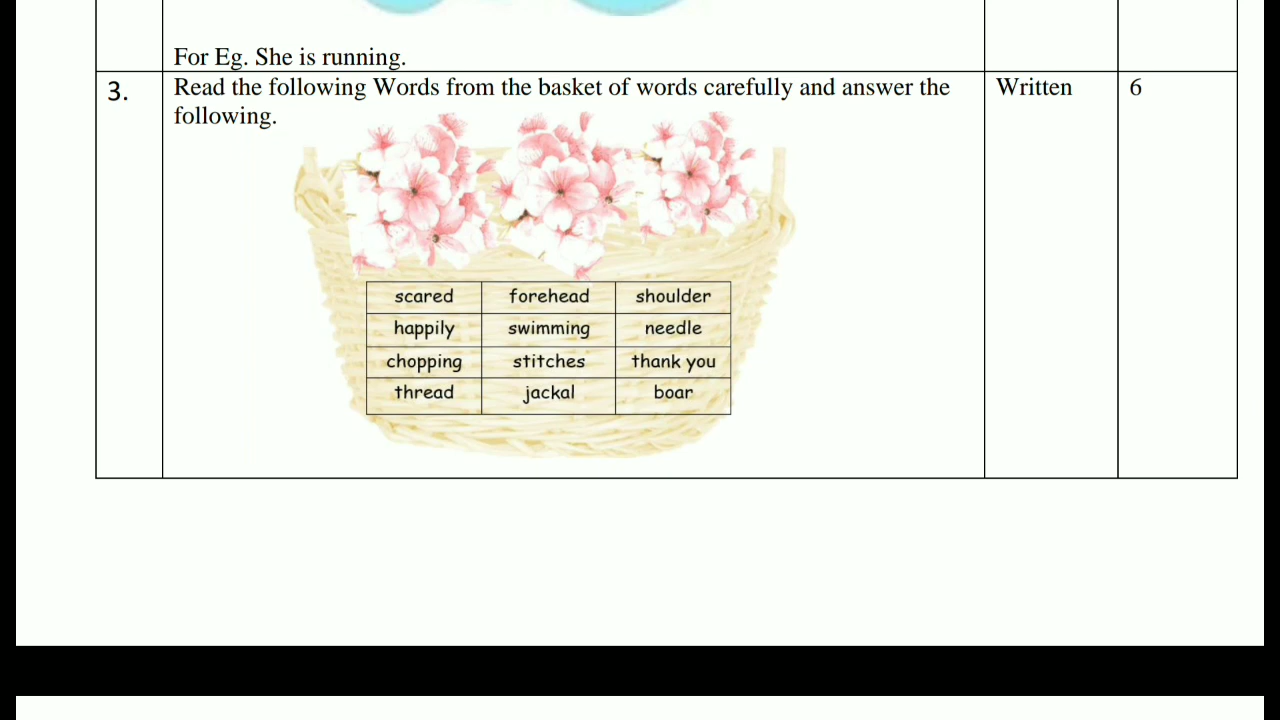 For Eg. She is running.
3.
Read the following Words from the basket of words carefully and answer the
following.
Written
6
scared forehead shoulder
happily swimming needle
chopping stitches thank you
thread jackal boar